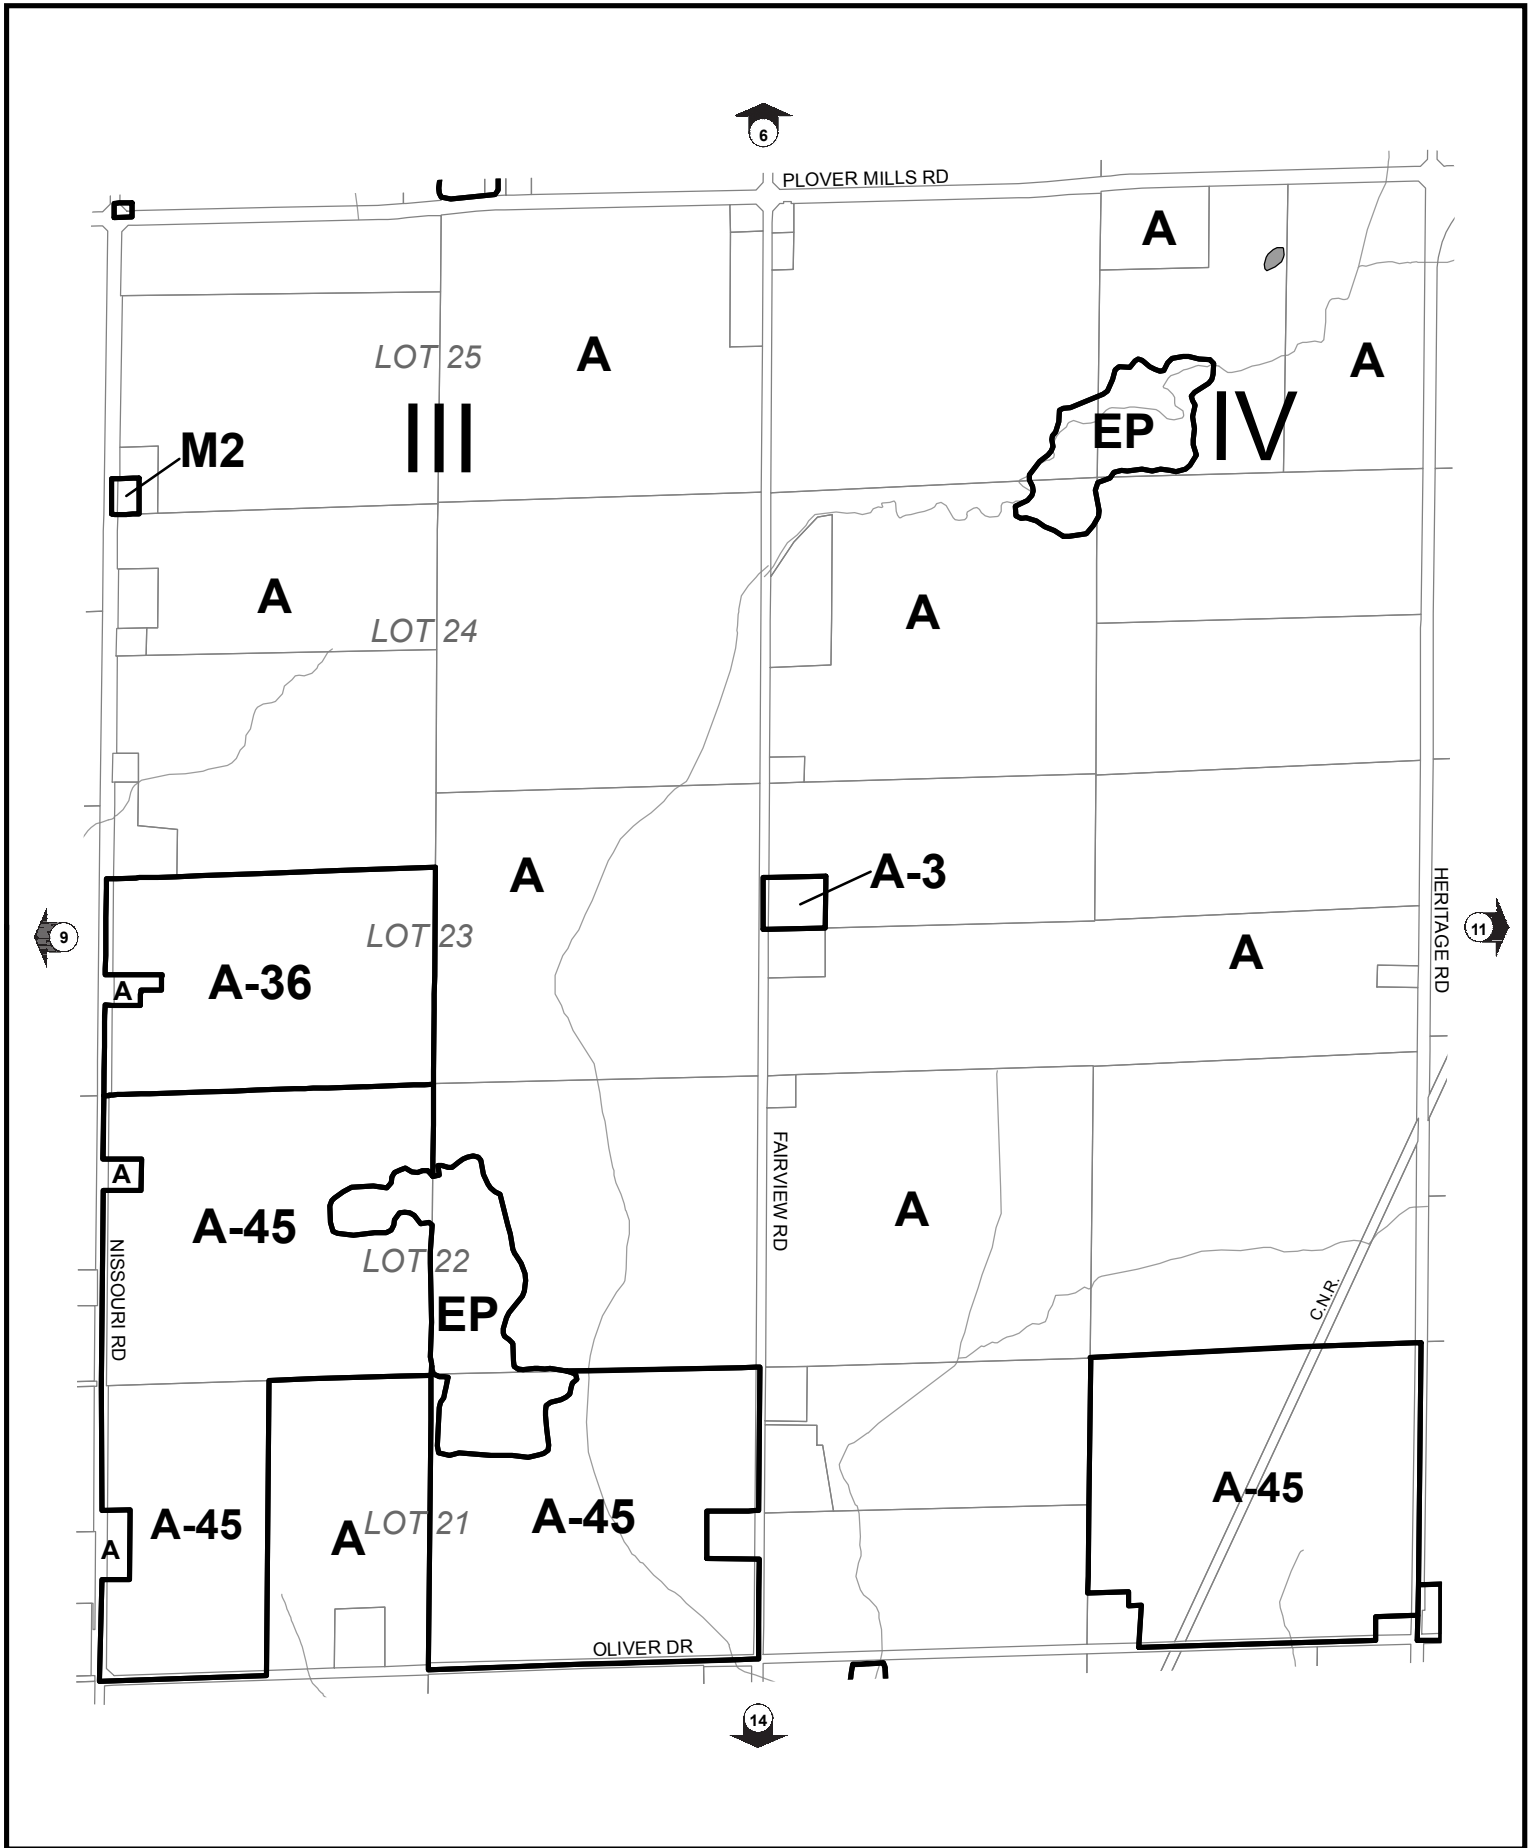 6
PLOVER MILLS RD
A
LOT 25
A
A
III
M2
EP
IV
A
LOT 24
A
A
A-3
HERITAGE RD
9
LOT 23
11
A
A-36
A
FAIRVIEW RD
A
A-45
A
NISSOURI RD
LOT 22
EP
C.N.R.
A-45
A-45
A-45
LOT 21
A
A
OLIVER DR
14